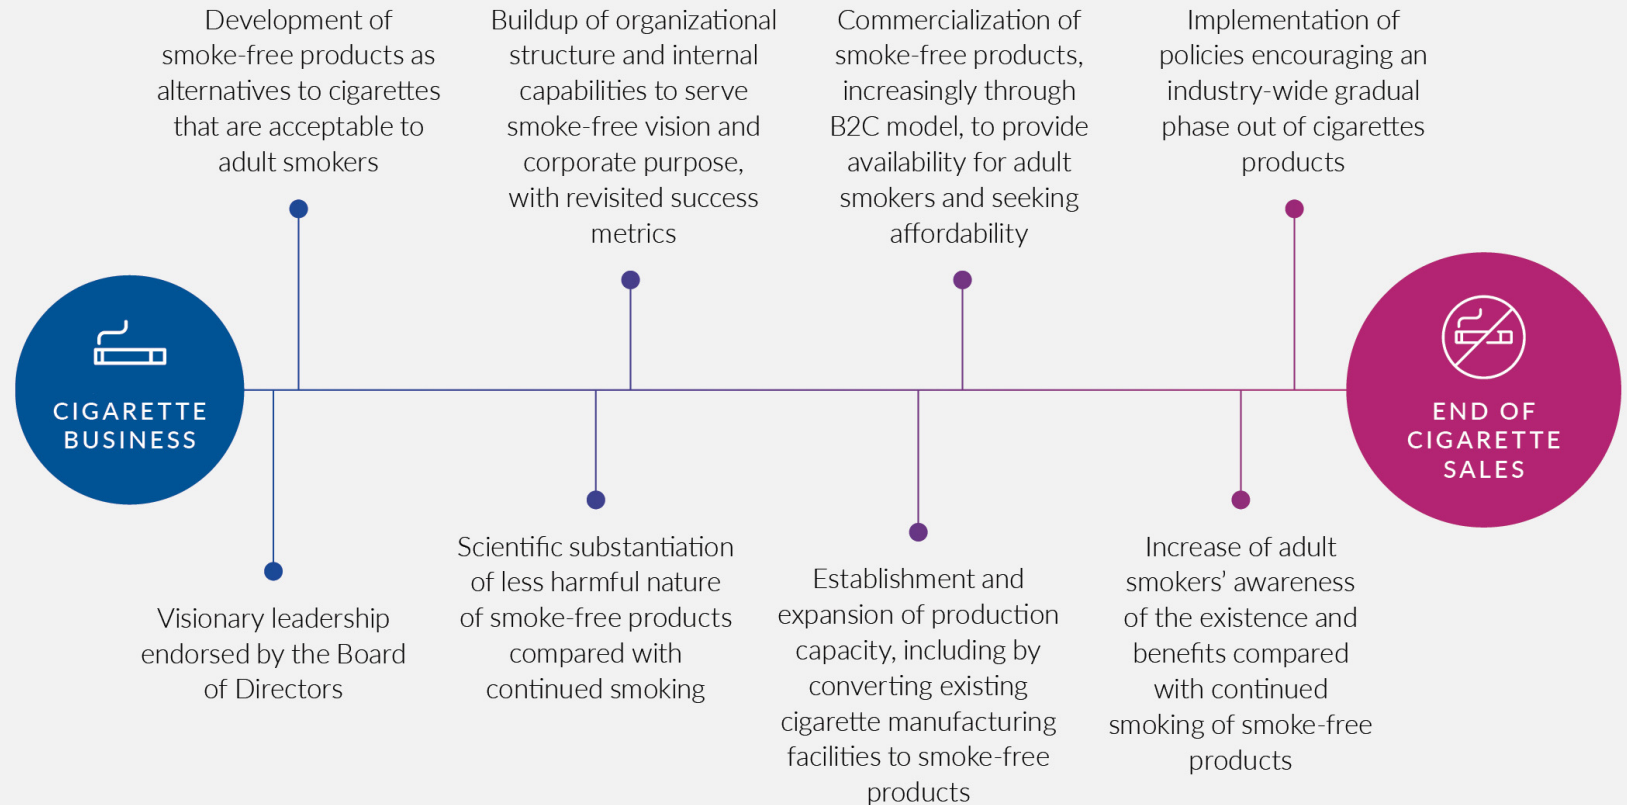 Development of
smoke-free products as
alternatives to cigarettes
that are acceptable to
adult smokers
Buildup of organizational
structure and internal
capabilities to serve
smoke-free vision and
corporate purpose,
with revisited success
metrics
Commercialization of
smoke-free products,
increasingly through
B2C model, to provide
availability for adult
smokers and seeking
affordability
Implementation of
policies encouraging an
industry-wide gradual
phase out of cigarettes
products
CIGARETTE
BUSINESS
END OF
CIGARETTE
SALES
Visionary leadership
endorsed by the Board
of Directors
Scientific substantiation
of less harmful nature
of smoke-free products
compared with
continued smoking
Establishment and
expansion of production
capacity, including by
converting existing
cigarette manufacturing
facilities to smoke-free
products
Increase of adult
smokers’ awareness
of the existence and
benefits compared
with continued
smoking of smoke-free
products